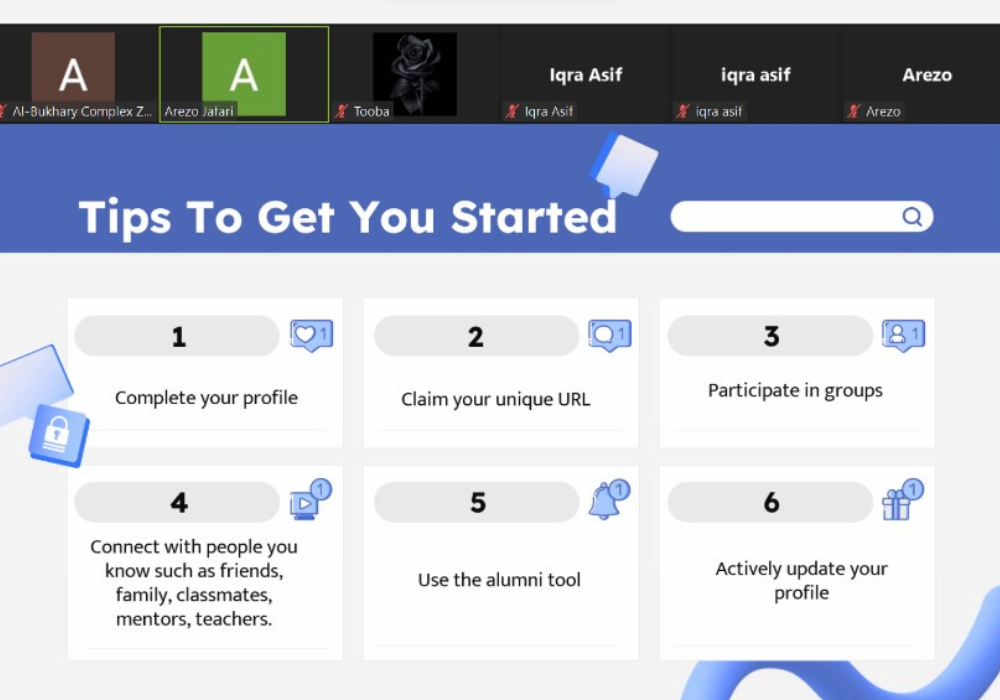 A
A
Iqra Asif
iqra asif
Arezo
Al-Bukhary Complex Z...
Arezo Jafari
Tooba
Iqra Asif
iqra asif
Arezo
Tips To Get You Started
1
1
2
1
3
1
Complete your profile
Claim your unique URL
Participate in groups
4
1
5
1
6
1
Connect with people you
know such as friends,
family, classmates,
mentors, teachers.
Use the alumni tool
Actively update your
profile